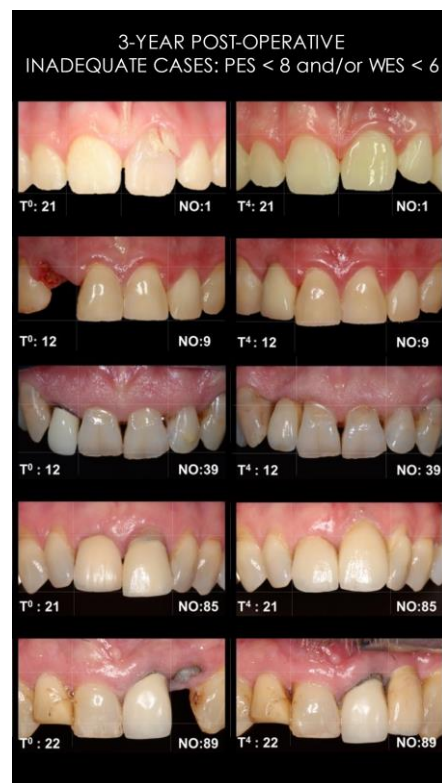 3-YEAR POST-OPERATIVE
INADEQUATE CASES: PES < 8 and/or WES < 6
T⁰: 21 NO:1 T⁴: 21 NO:1
T⁰: 12 NO:9 T⁴: 12 NO:9
T⁰: 12 NO:39 T⁴: 12 NO: 39
T⁰ : 21 NO:85 T⁴ : 21 NO:85
T⁰ : 22 NO:89 T⁴ : 22 NO:89